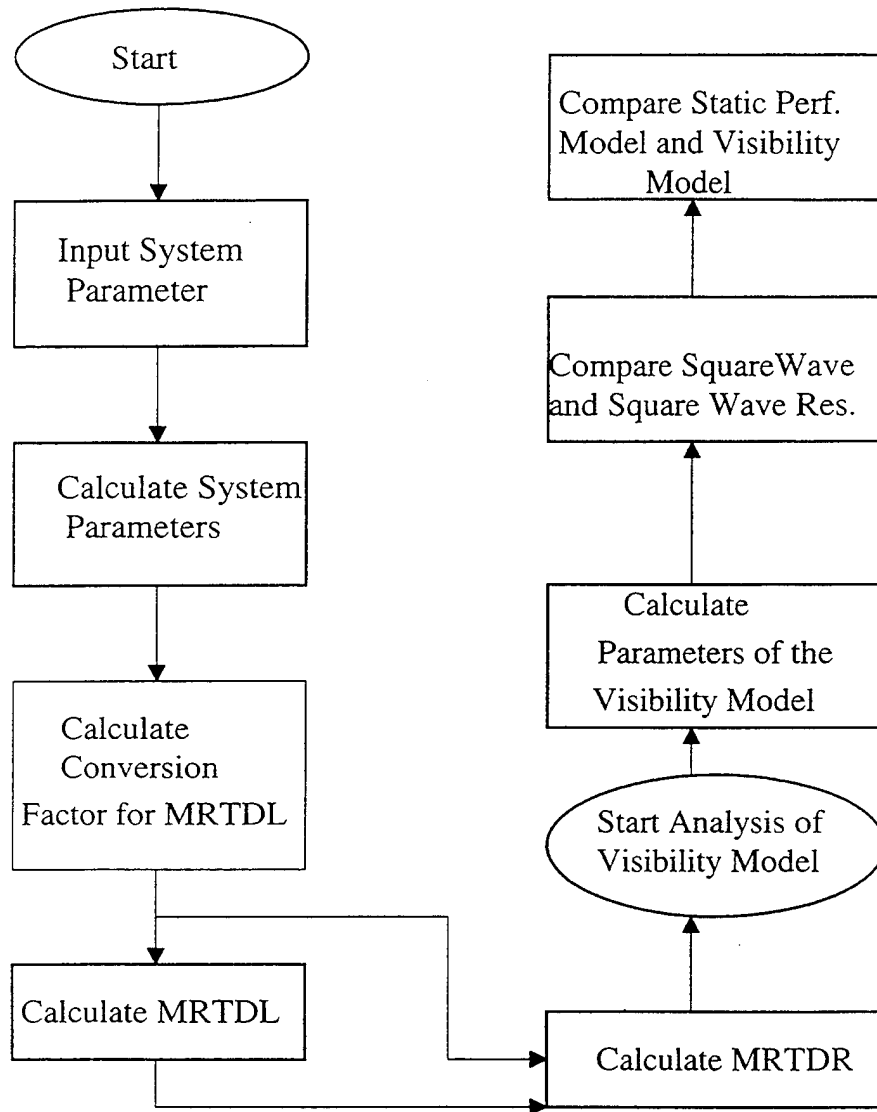 Start
Input System
Parameter
Calculate System
Parameters
Calculate
Conversion
Factor for MRTDL
Calculate MRTDL
Calculate MRTDR
Start Analysis of
Visibility Model
Calculate
Parameters of the
Visibility Model
Compare SquareWave
and Square Wave Res.
Compare Static Perf.
Model and Visibility
Model